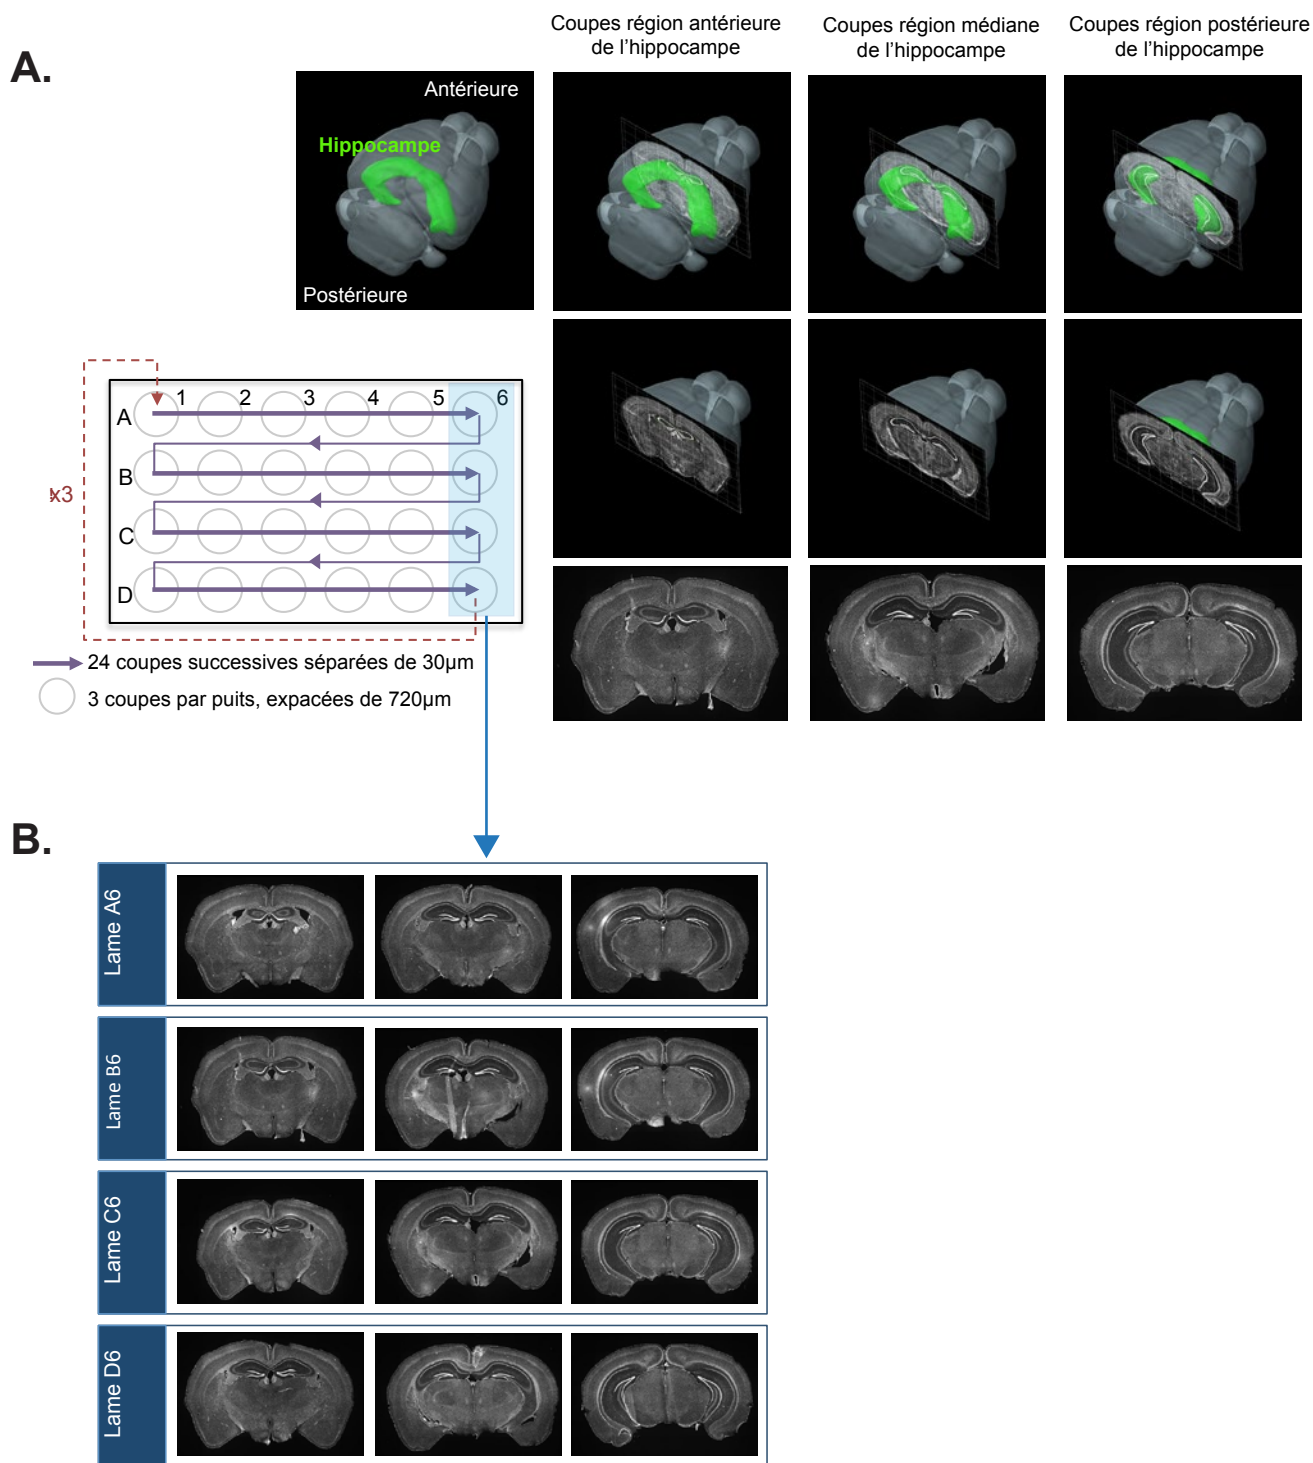 A.
Coupes région antérieure
de l'hippocampe
Coupes région médiane
de l'hippocampe
Coupes région postérieure
de l'hippocampe
Antérieure
Hippocampe
Postérieure
1 2 3 4 5 6
A
B
C
D
x3
24 coupes successives séparées de 30µm
3 coupes par puits, expacées de 720µm
B.
Lame A6
Lame B6
Lame C6
Lame D6